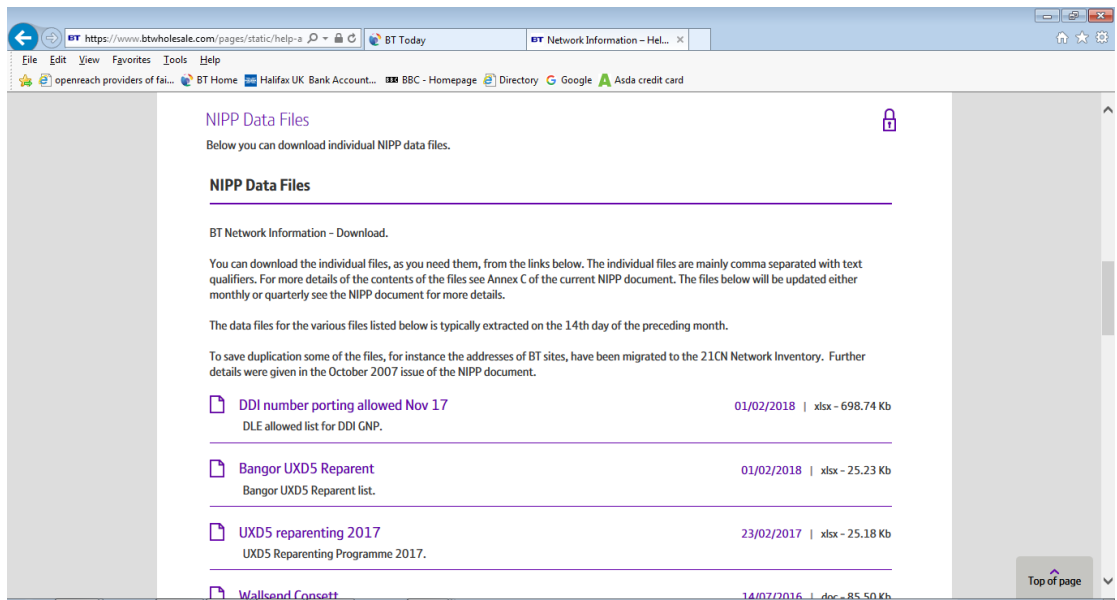 BT https://www.btwholesale.com/pages/static/help-a
BT Today
BT Network Information – Hel...
File Edit View Favorites Tools Help
openreach providers of fai... BT Home Halifax UK Bank Account... BBC - Homepage Directory Google Asda credit card
NIPP Data Files
Below you can download individual NIPP data files.
NIPP Data Files
BT Network Information - Download.
You can download the individual files, as you need them, from the links below. The individual files are mainly comma separated with text
qualifiers. For more details of the contents of the files see Annex C of the current NIPP document. The files below will be updated either
monthly or quarterly see the NIPP document for more details.
The data files for the various files listed below is typically extracted on the 14th day of the preceding month.
To save duplication some of the files, for instance the addresses of BT sites, have been migrated to the 21CN Network Inventory. Further
details were given in the October 2007 issue of the NIPP document.
DDI number porting allowed Nov 17 01/02/2018 | xlsx - 698.74 Kb
DLE allowed list for DDI GNP.
Bangor UXD5 Reparent 01/02/2018 | xlsx - 25.23 Kb
Bangor UXD5 Reparent list.
UXD5 reparenting 2017 23/02/2017 | xlsx - 25.18 Kb
UXD5 Reparenting Programme 2017.
Top of page
Wallsend Consett 14/07/2016 | doc - 85.50 Kb